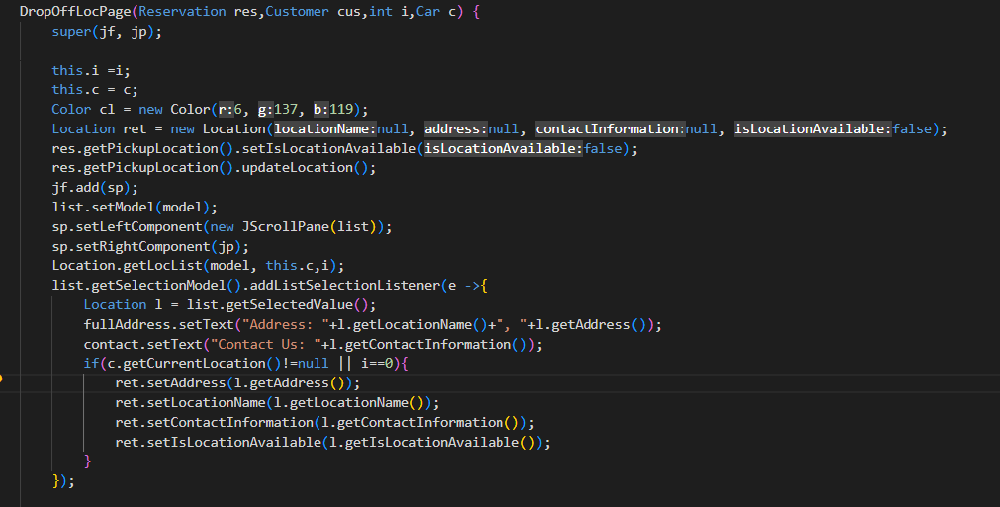 DropOffLocPage(Reservation res,Customer cus,int i,Car c) {
super(jf, jp);
this.i =i;
this.c = c;
Color cl = new Color(r:6, g:137, b:119);
Location ret = new Location(locationName:null, address:null, contactInformation:null, isLocationAvailable:false);
res.getPickupLocation().setIsLocationAvailable(isLocationAvailable:false);
res.getPickupLocation().updateLocation();
jf.add(sp);
list.setModel(model);
sp.setLeftComponent(new JScrollPane(list));
sp.setRightComponent(jp);
Location.getLocList(model, this.c,i);
list.getSelectionModel().addListSelectionListener(e ->{
Location l = list.getSelectedValue();
fullAddress.setText("Address: "+l.getLocationName()+", "+l.getAddress());
contact.setText("Contact Us: "+l.getContactInformation());
if(c.getCurrentLocation()!=null || i==0){
ret.setAddress(l.getAddress());
ret.setLocationName(l.getLocationName());
ret.setContactInformation(l.getContactInformation());
ret.setIsLocationAvailable(l.getIsLocationAvailable());
}
});